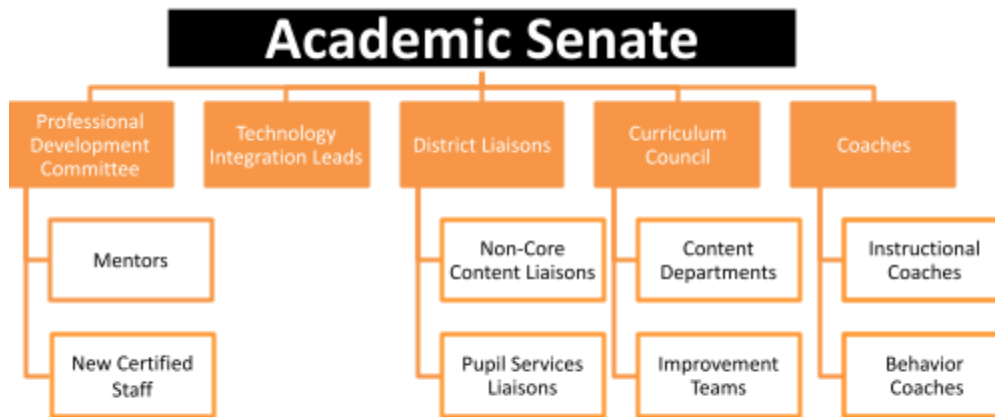 Academic Senate
Professional
Development
Committee
Technology
Integration Leads
District Liaisons
Curriculum
Council
Coaches
Mentors
New Certified
Staff
Non-Core
Content Liaisons
Pupil Services
Liaisons
Content
Departments
Improvement
Teams
Instructional
Coaches
Behavior
Coaches